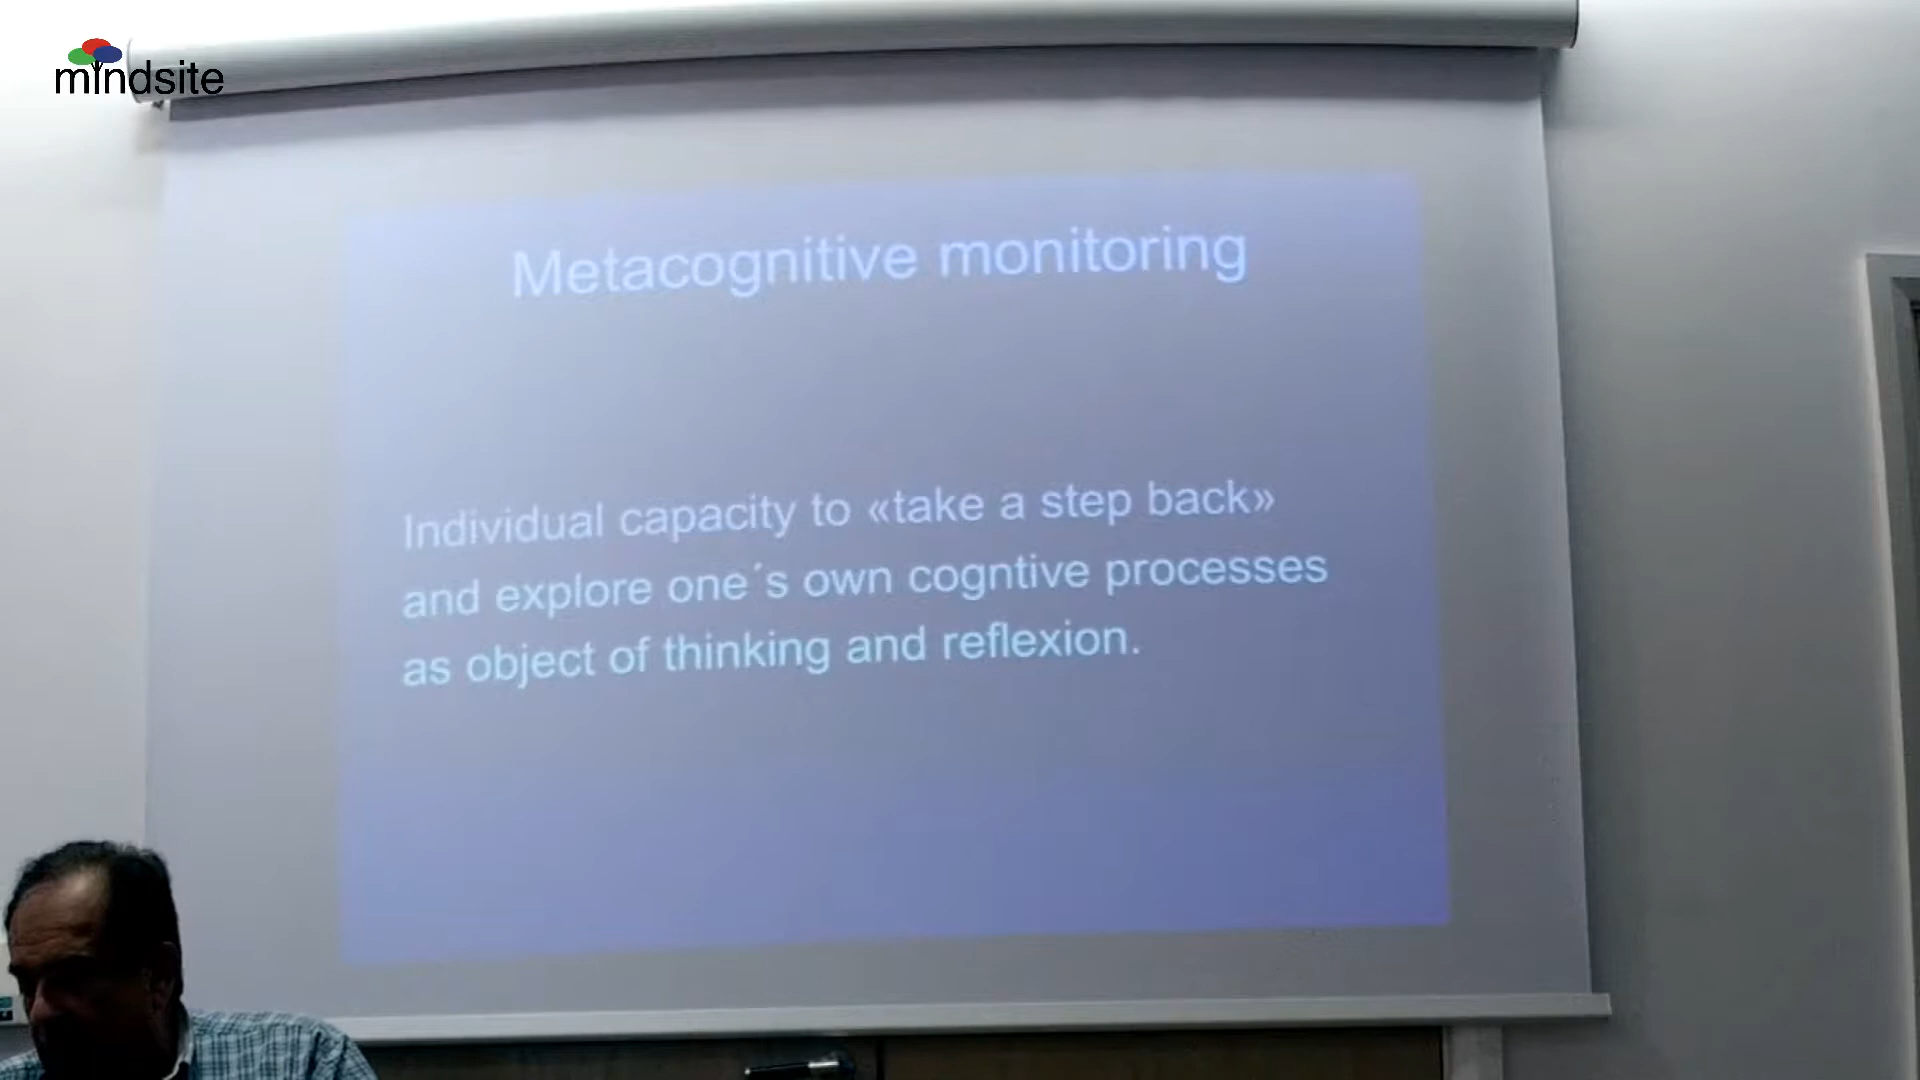 mindsite
Metacognitive monitoring
Individual capacity to «take a step back»
and explore one´s own cogntive processes
as object of thinking and reflexion.